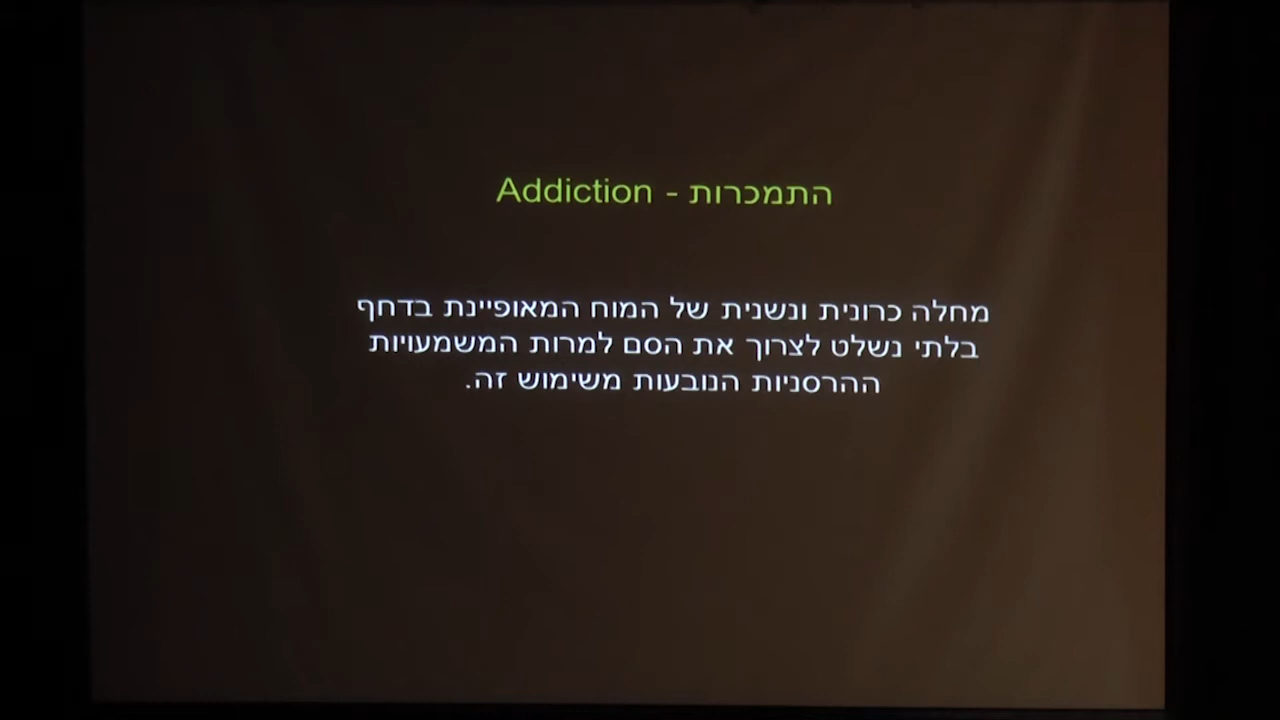 התמכרות - Addiction
מחלה כרונית ונשנית של המוח המאופיינת בדחף
בלתי נשלט לצרוך את הסם למרות המשמעויות
ההרסניות הנובעות משימוש זה.